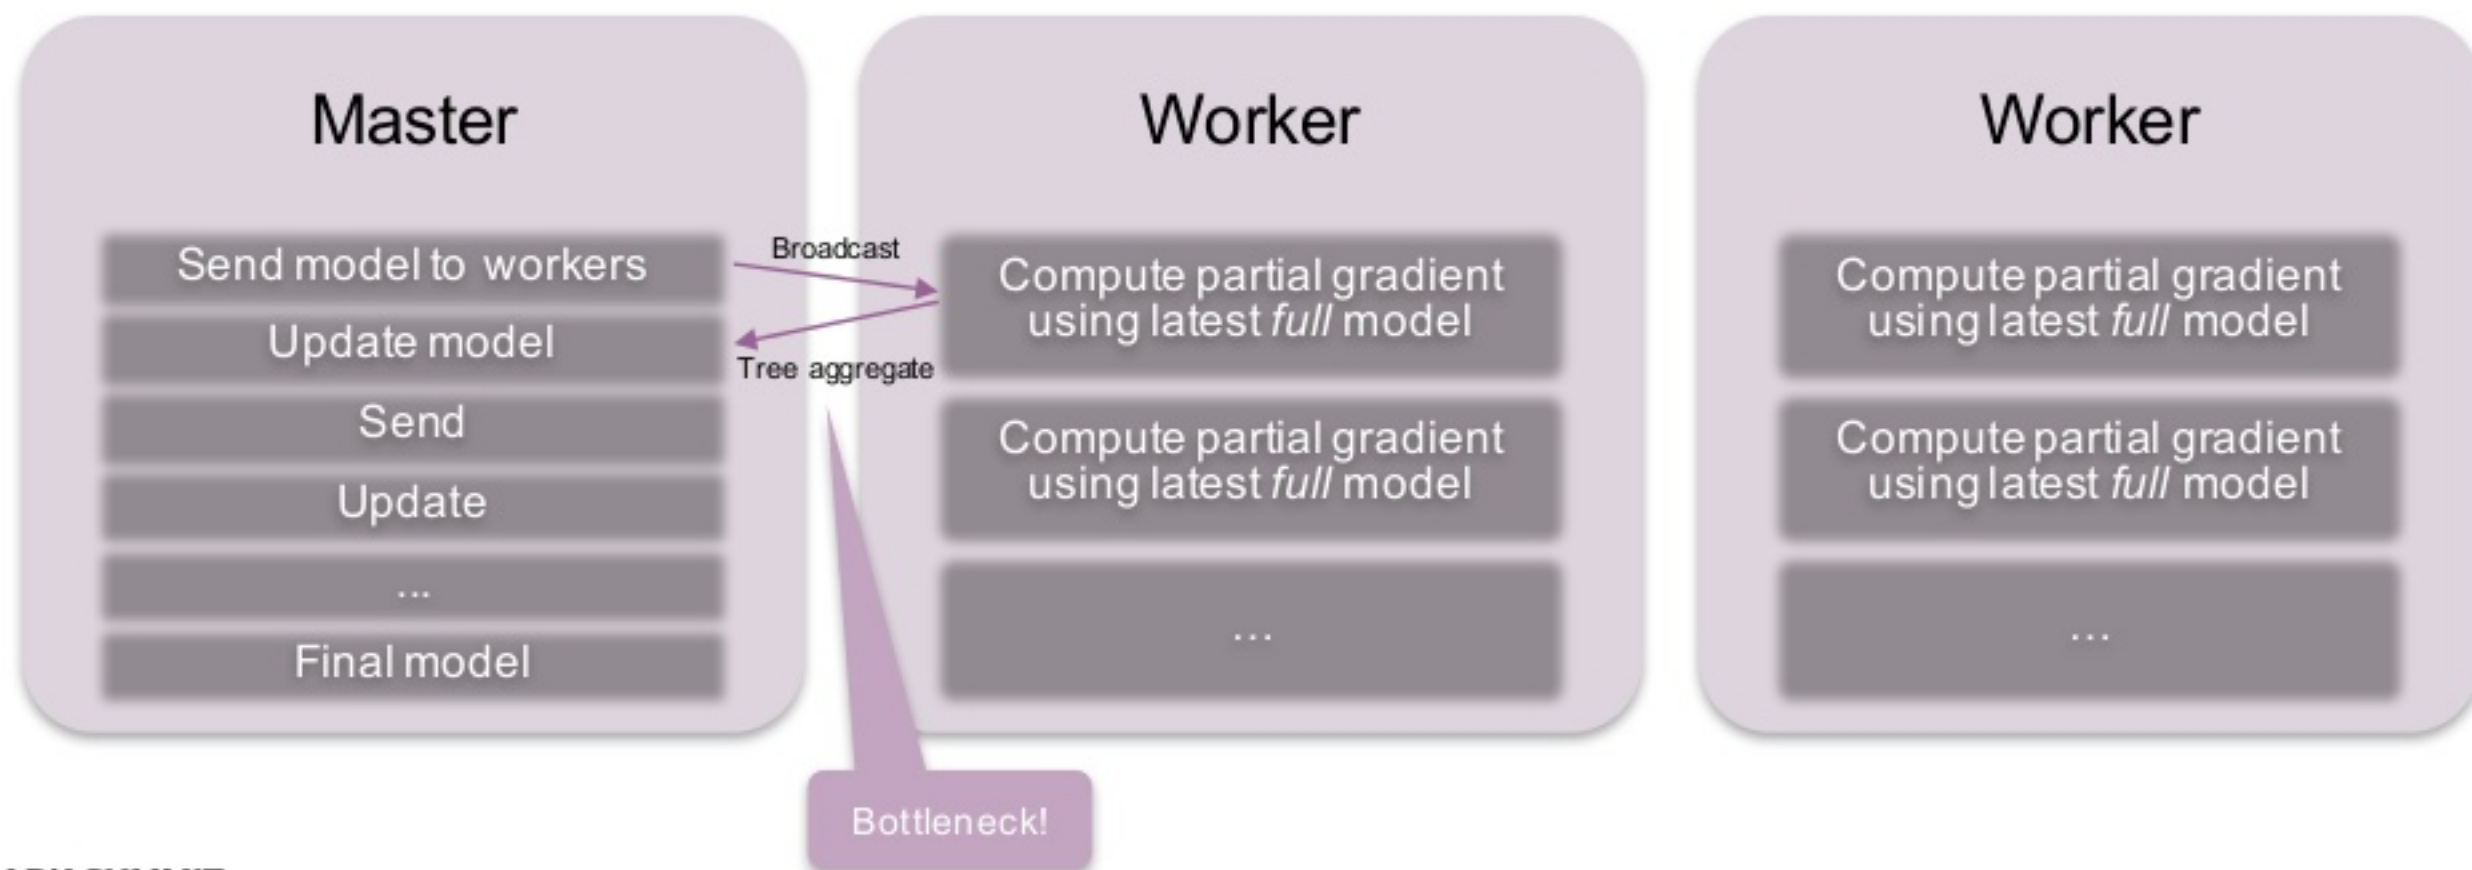 Master
Send model to workers
Update model
Send
Update
...
Final model
Broadcast
Tree aggregate
Bottleneck!
Worker
Compute partial gradient
using latest full model
Compute partial gradient
using latest full model
...
Worker
Compute partial gradient
using latest full model
Compute partial gradient
using latest full model
...